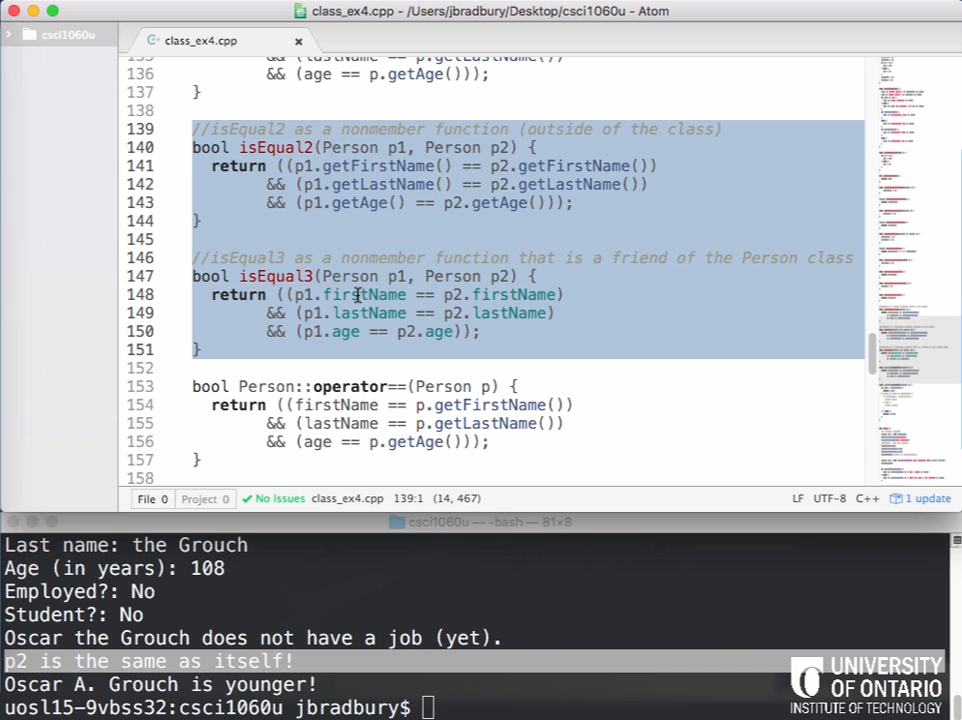 class_ex4.cpp - /Users/jbradbury/Desktop/csci1060u - Atom
csci1060u
class_ex4.cpp
135 && (lastName == p.getLastName())
136 && (age == p.getAge()));
137 }
138
139 //isEqual2 as a nonmember function (outside of the class)
140 bool isEqual2(Person p1, Person p2) {
141 return ((p1.getFirstName() == p2.getFirstName())
142 && (p1.getLastName() == p2.getLastName())
143 && (p1.getAge() == p2.getAge()));
144 }
145
146 //isEqual3 as a nonmember function that is a friend of the Person class
147 bool isEqual3(Person p1, Person p2) {
148 return ((p1.firstName == p2.firstName)
149 && (p1.lastName == p2.lastName)
150 && (p1.age == p2.age));
151 }
152
153 bool Person::operator==(Person p) {
154 return ((firstName == p.getFirstName())
155 && (lastName == p.getLastName())
156 && (age == p.getAge()));
157 }
158
File 0 Project 0 No Issues class_ex4.cpp 139:1 (14, 467) LF UTF-8 C++ 1 update
csci1060u — -bash — 81×8
Last name: the Grouch
Age (in years): 108
Employed?: No
Student?: No
Oscar the Grouch does not have a job (yet).
p2 is the same as itself!
Oscar A. Grouch is younger!
uosl15-9vbss32:csci1060u jbradbury$
UNIVERSITY
OF ONTARIO
INSTITUTE OF TECHNOLOGY